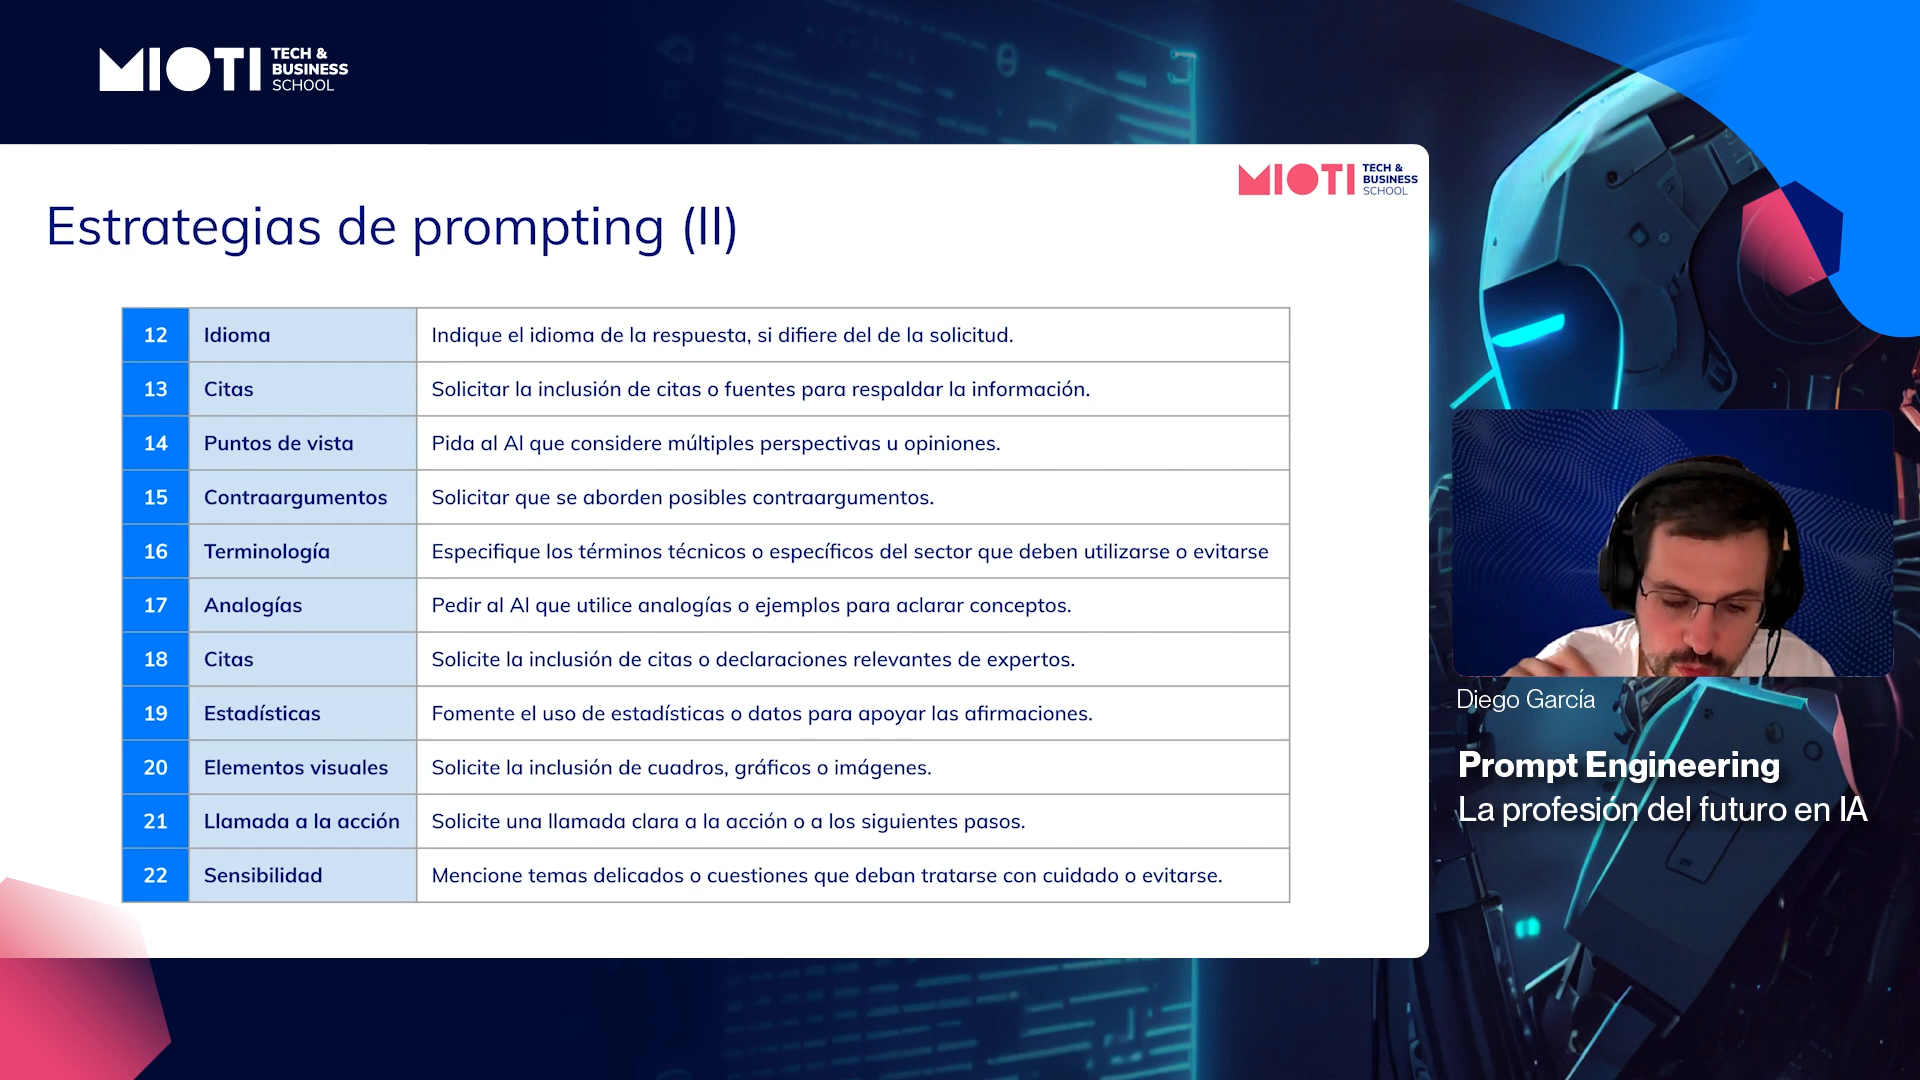 MIOTI TECH &
BUSINESS
SCHOOL
MIOTI TECH &
BUSINESS
SCHOOL
Estrategias de prompting (II)
12 Idioma Indique el idioma de la respuesta, si difiere del de la solicitud.
13 Citas Solicitar la inclusión de citas o fuentes para respaldar la información.
14 Puntos de vista Pida al AI que considere múltiples perspectivas u opiniones.
15 Contraargumentos Solicitar que se aborden posibles contraargumentos.
16 Terminología Especifique los términos técnicos o específicos del sector que deben utilizarse o evitarse
17 Analogías Pedir al AI que utilice analogías o ejemplos para aclarar conceptos.
18 Citas Solicite la inclusión de citas o declaraciones relevantes de expertos.
19 Estadísticas Fomente el uso de estadísticas o datos para apoyar las afirmaciones.
20 Elementos visuales Solicite la inclusión de cuadros, gráficos o imágenes.
21 Llamada a la acción Solicite una llamada clara a la acción o a los siguientes pasos.
22 Sensibilidad Mencione temas delicados o cuestiones que deban tratarse con cuidado o evitarse.
Diego García
Prompt Engineering
La profesión del futuro en IA